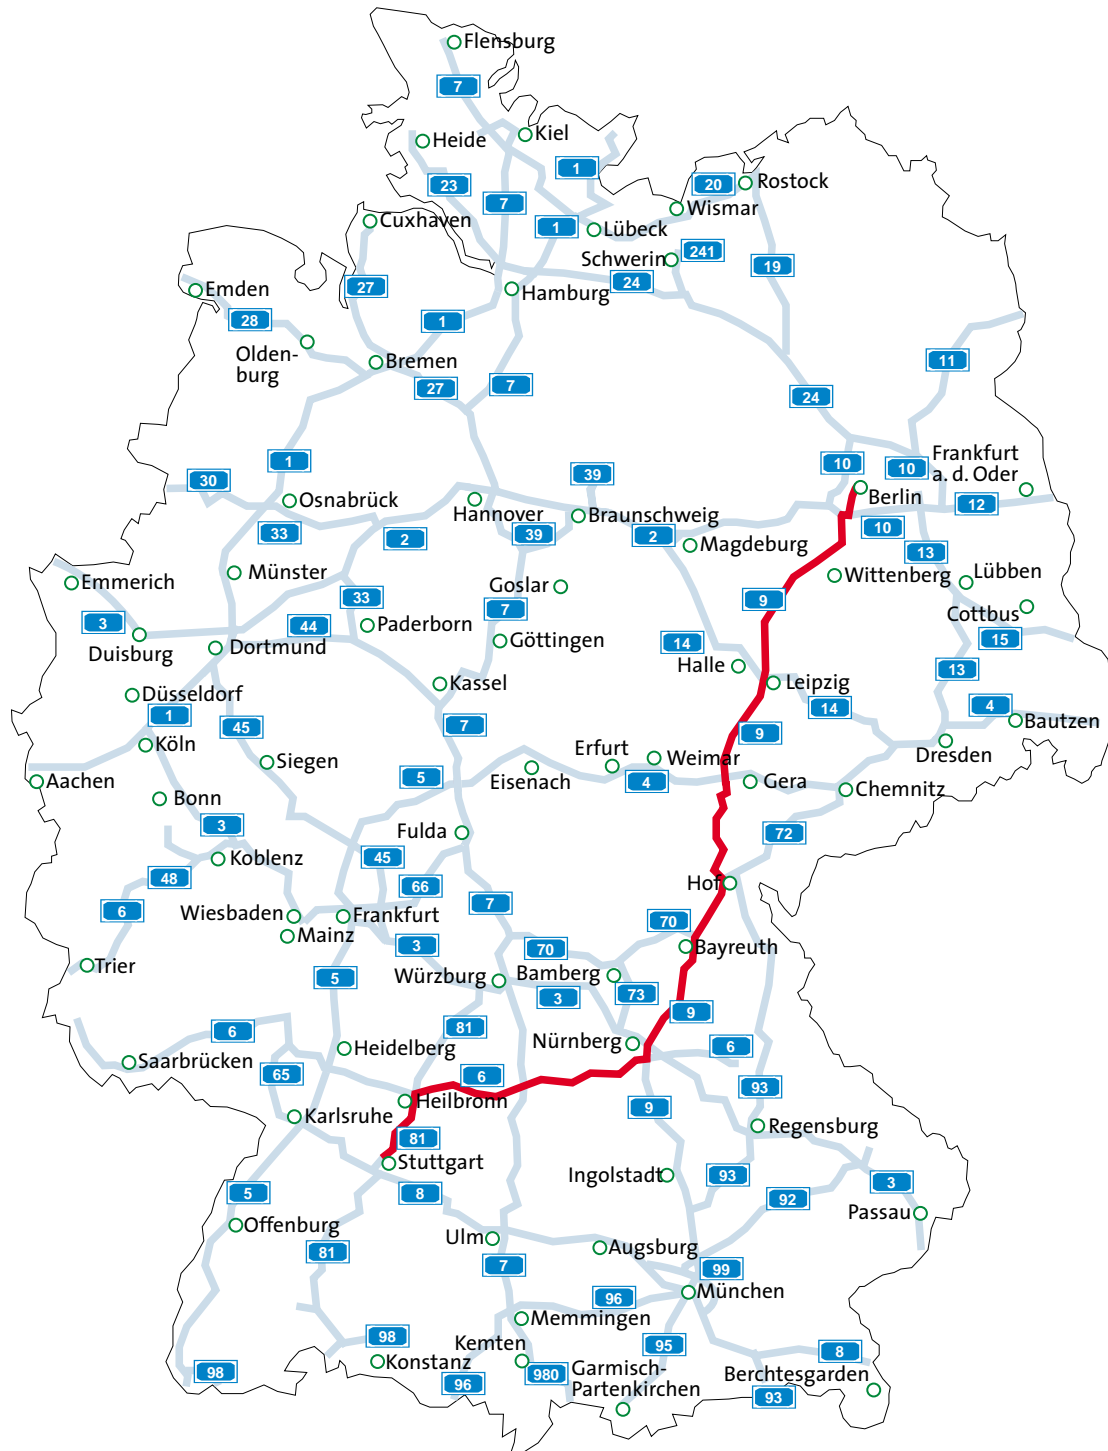 Flensburg
7
Kiel
Heide
1
23
20
Rostock
7
Wismar
Cuxhaven
1
Lübeck
241
Schwerin
19
24
27
Emden
Hamburg
28
1
Olden-
burg
Bremen
11
27
7
24
Frankfurt
a. d. Oder
1
10
10
30
39
Berlin
Osnabrück
Hannover
Braunschweig
12
33
39
2
10
2
Magdeburg
13
Münster
Wittenberg
Lübben
Emmerich
Goslar
33
9
7
Cottbus
3
44
Paderborn
15
Duisburg
Dortmund
Göttingen
14
Halle
13
Kassel
Leipzig
Düsseldorf
1
14
4
45
7
9
Bautzen
Köln
Erfurt
Weimar
Dresden
Siegen
5
Eisenach
4
Gera
Aachen
Chemnitz
Bonn
3
Fulda
72
Koblenz
45
48
66
Hof
6
7
Wiesbaden
Frankfurt
70
Mainz
3
70
Bayreuth
Trier
5
Würzburg
Bamberg
73
3
9
6
81
Nürnberg
6
Saarbrücken
Heidelberg
65
6
93
Heilbronn
9
Karlsruhe
81
Regensburg
Stuttgart
Ingolstadt
93
3
5
8
92
Offenburg
Passau
Ulm
81
Augsburg
7
99
96
München
Memmingen
98
Kemten
95
8
Konstanz
Garmisch-
Partenkirchen
98
96
980
Berchtesgarden
93